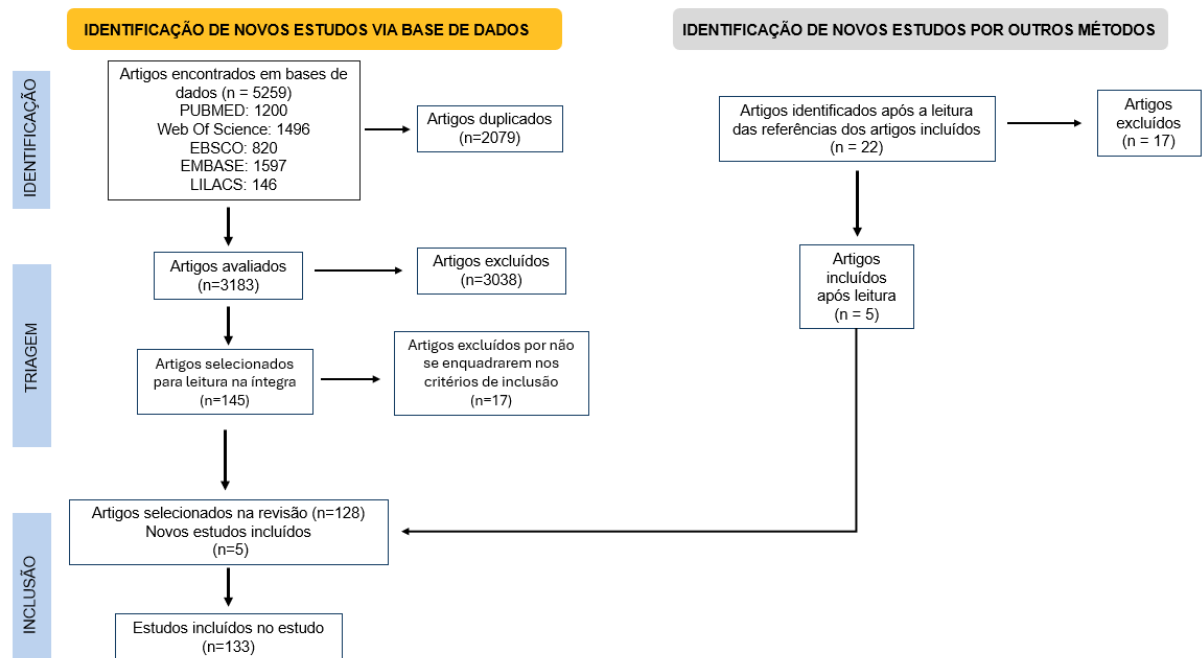 IDENTIFICAÇÃO DE NOVOS ESTUDOS VIA BASE DE DADOS
IDENTIFICAÇÃO DE NOVOS ESTUDOS POR OUTROS MÉTODOS
IDENTIFICAÇÃO
Artigos encontrados em bases de
dados (n = 5259)
PUBMED: 1200
Web Of Science: 1496
EBSCO: 820
EMBASE: 1597
LILACS: 146
Artigos duplicados
(n=2079)
Artigos identificados após a leitura
das referências dos artigos incluídos
(n = 22)
Artigos
excluídos
(n = 17)
TRIAGEM
Artigos avaliados
(n=3183)
Artigos excluídos
(n=3038)
Artigos
incluídos
após leitura
(n = 5)
Artigos selecionados
para leitura na íntegra
(n=145)
Artigos excluídos por não
se enquadrarem nos
critérios de inclusão
(n=17)
INCLUSÃO
Artigos selecionados na revisão (n=128)
Novos estudos incluídos
(n=5)
Estudos incluídos no estudo
(n=133)